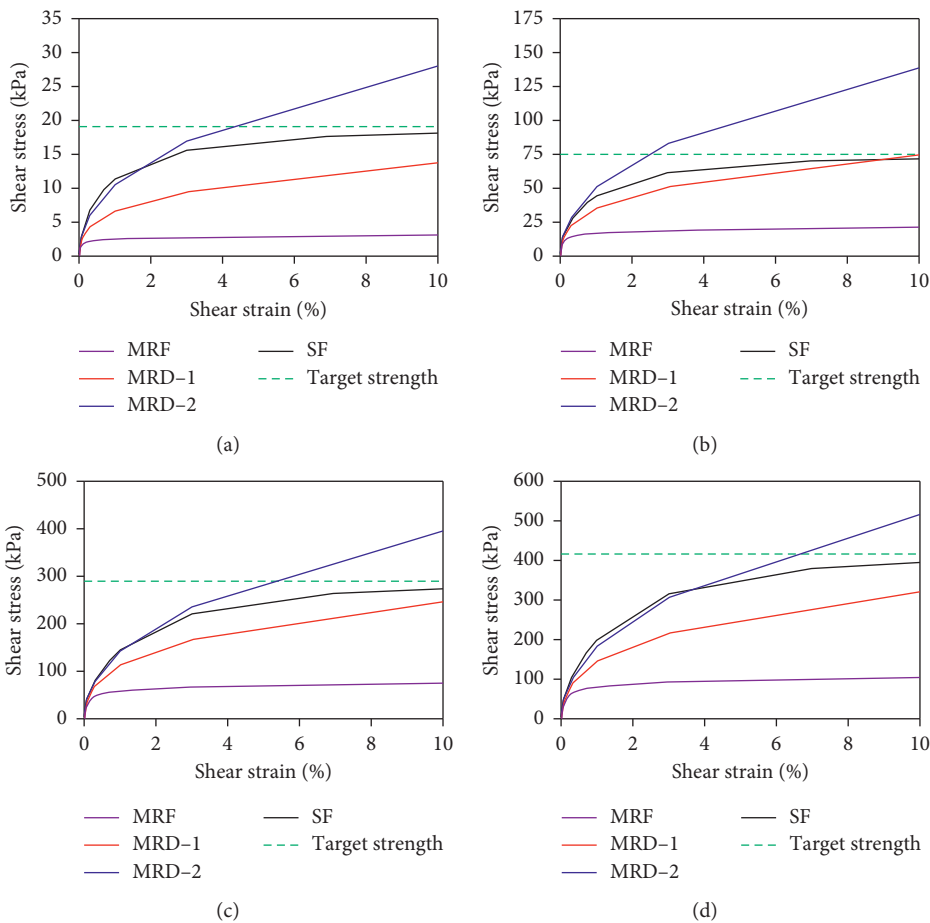 Shear stress (kPa)
35
30
25
20
15
10
5
0
0 2 4 6 8 10
Shear strain (%)
MRF
MRD–1
MRD–2
SF
Target strength
(a)
Shear stress (kPa)
175
150
125
100
75
50
25
0
0 2 4 6 8 10
Shear strain (%)
MRF
MRD–1
MRD–2
SF
Target strength
(b)
Shear stress (kPa)
500
400
300
200
100
0
0 2 4 6 8 10
Shear strain (%)
MRF
MRD–1
MRD–2
SF
Target strength
(c)
Shear stress (kPa)
600
500
400
300
200
100
0
0 2 4 6 8 10
Shear strain (%)
MRF
MRD–1
MRD–2
SF
Target strength
(d)